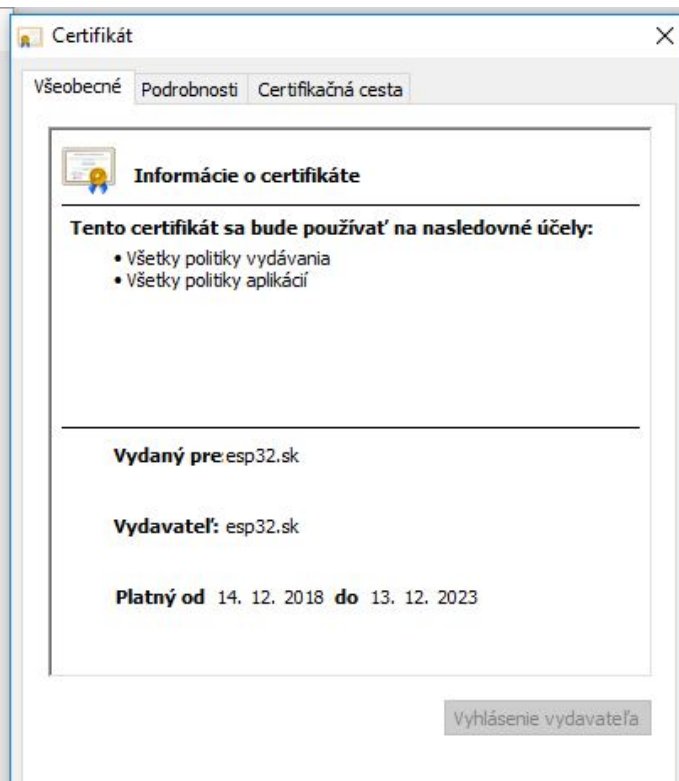 Certifikát
Všeobecné Podrobnosti Certifikačná cesta
Informácie o certifikáte
Tento certifikát sa bude používať na nasledovné účely:
• Všetky politiky vydávania
• Všetky politiky aplikácií
Vydaný pre: esp32.sk
Vydavateľ: esp32.sk
Platný od 14. 12. 2018 do 13. 12. 2023
Vyhlásenie vydavateľa